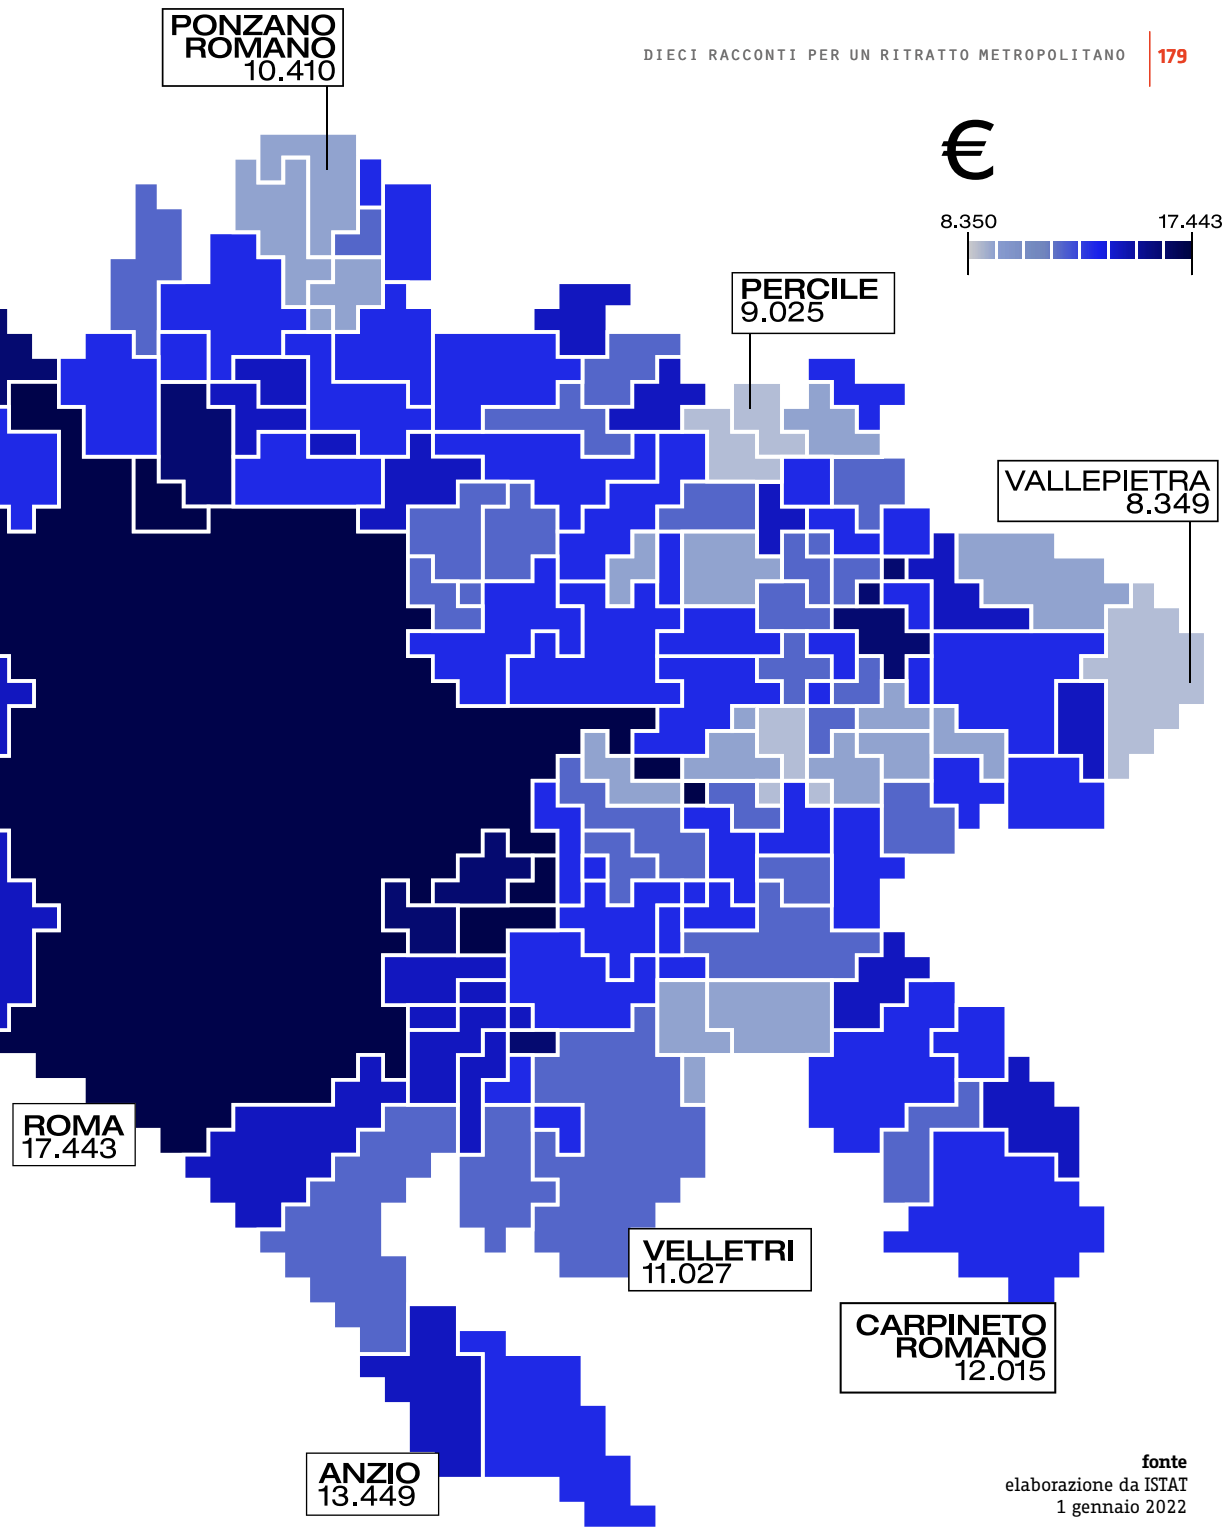 DIECI RACCONTI PER UN RITRATTO METROPOLITANO
179
PONZANO
ROMANO
10.410
€
8.350
17.443
PERCILE
9.025
VALLEPIETRA
8.349
ROMA
17.443
VELLETRI
11.027
CARPINETO
ROMANO
12.015
ANZIO
13.449
fonte
elaborazione da ISTAT
1 gennaio 2022